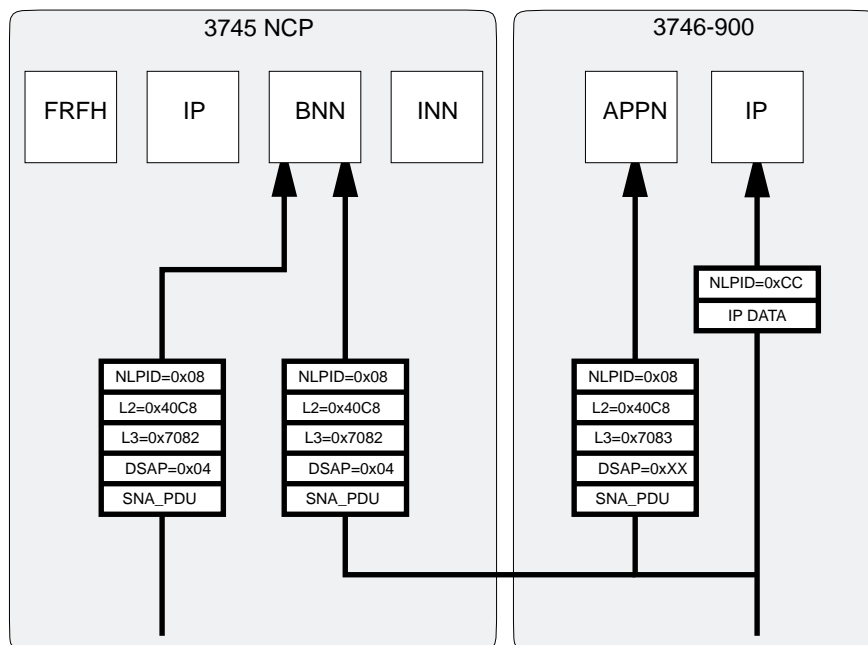 3745 NCP
3746-900
FRFH
IP
BNN
INN
APPN
IP
NLPID=0xCC
IP DATA
NLPID=0x08
L2=0x40C8
L3=0x7082
DSAP=0x04
SNA_PDU
NLPID=0x08
L2=0x40C8
L3=0x7082
DSAP=0x04
SNA_PDU
NLPID=0x08
L2=0x40C8
L3=0x7083
DSAP=0xXX
SNA_PDU